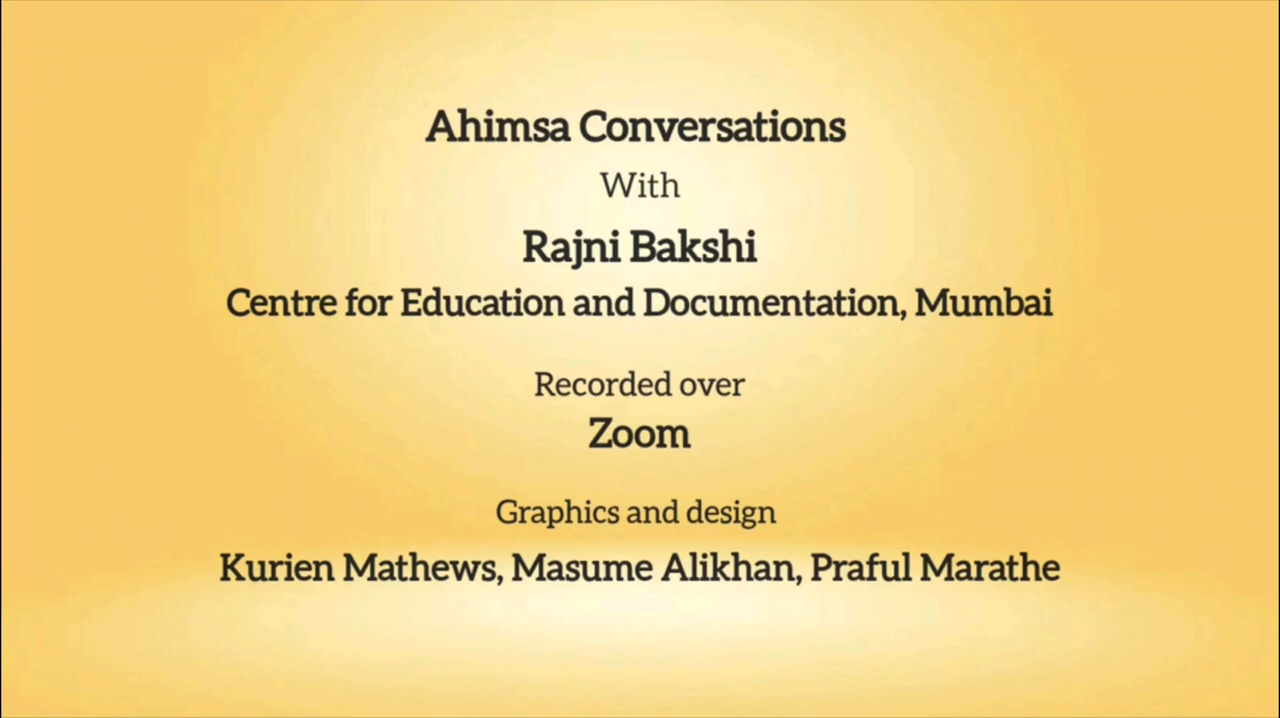 Ahimsa Conversations
With
Rajni Bakshi
Centre for Education and Documentation, Mumbai
Recorded over
Zoom
Graphics and design
Kurien Mathews, Masume Alikhan, Praful Marathe